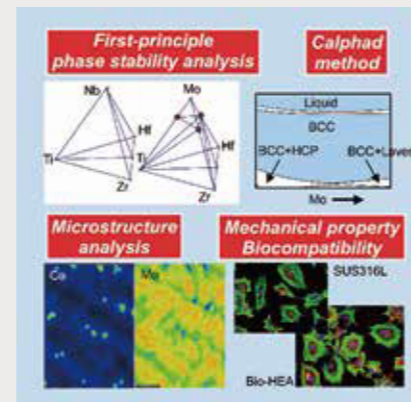 First-principle
phase stability analysis
Nb
Hf
Ti
Zr
Mo
Hf
Ti
Zr
Calphad
method
Liquid
BCC
BCC+HCP
BCC+Laves
Mo
Microstructure
analysis
Mo
Mechanical property
Biocompatibility
SUS316L
Bio-HEA